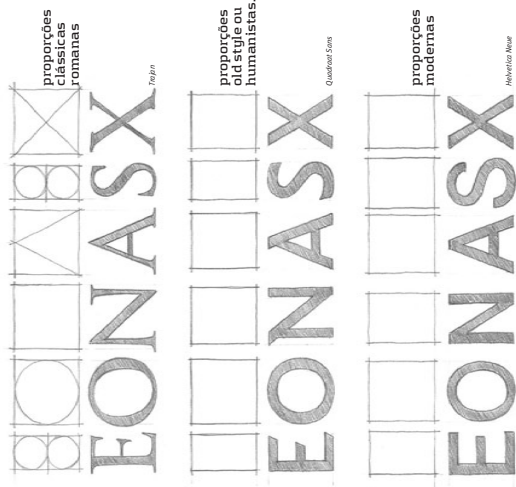 proporções
clássicas
romanas
EONASX
Trajan
proporções
old style ou
humanistas.
EONASX
Quadraat Sans
proporções
modernas
EONASX
Helvetica Neue